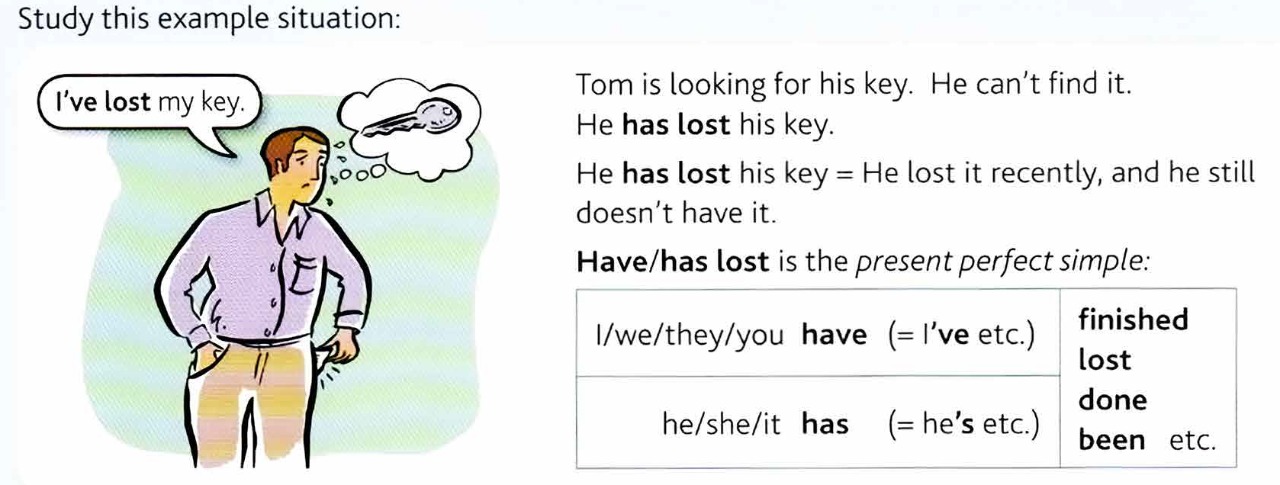 Study this example situation:
I've lost my key.
Tom is looking for his key. He can't find it.
He has lost his key.
He has lost his key = He lost it recently, and he still
doesn't have it.
Have/has lost is the present perfect simple:
I/we/they/you have (= I've etc.)
he/she/it has (= he's etc.)
finished
lost
done
been etc.